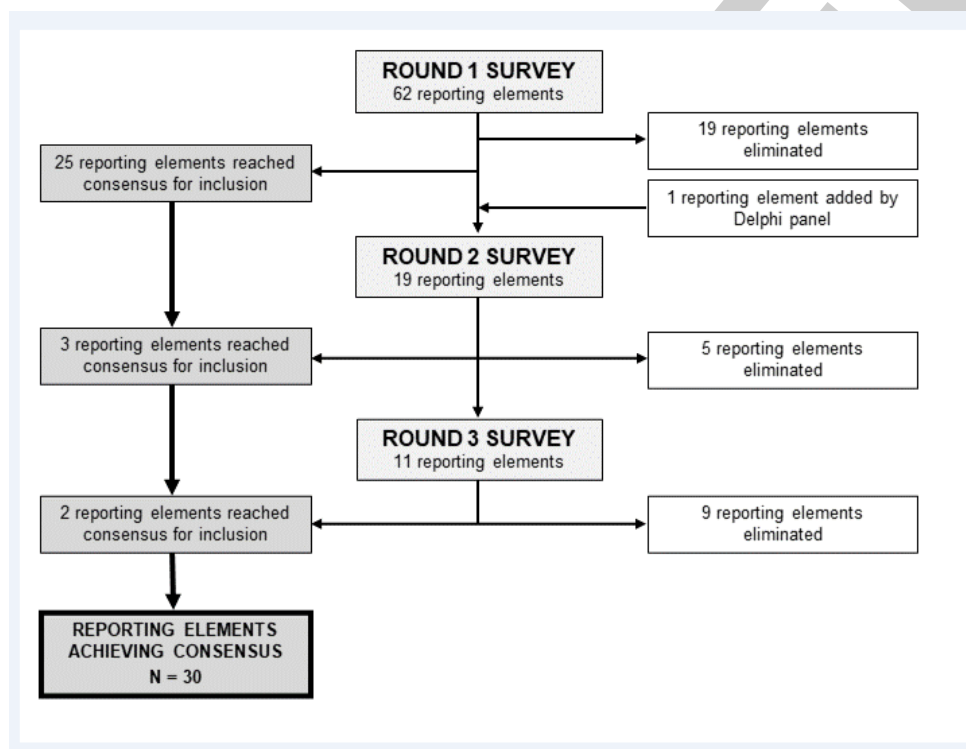 ROUND 1 SURVEY
62 reporting elements
19 reporting elements
eliminated
25 reporting elements reached
consensus for inclusion
1 reporting element added by
Delphi panel
ROUND 2 SURVEY
19 reporting elements
3 reporting elements reached
consensus for inclusion
5 reporting elements
eliminated
ROUND 3 SURVEY
11 reporting elements
2 reporting elements reached
consensus for inclusion
9 reporting elements
eliminated
REPORTING ELEMENTS
ACHIEVING CONSENSUS
N = 30